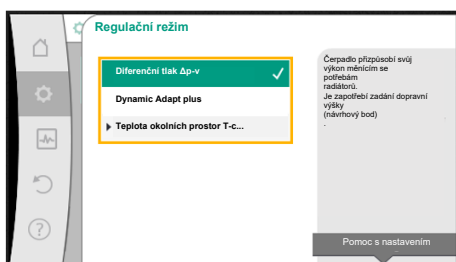 Regulační režim
Diferenční tlak Δp-v
Dynamic Adapt plus
Teplota okolních prostor T-c...
Čerpadlo přizpůsobí svůj
výkon měnícím se
potřebám
radiátorů.
Je zapotřebí zadání dopravní
výšky
(návrhový bod)
.
Pomoc s nastavením